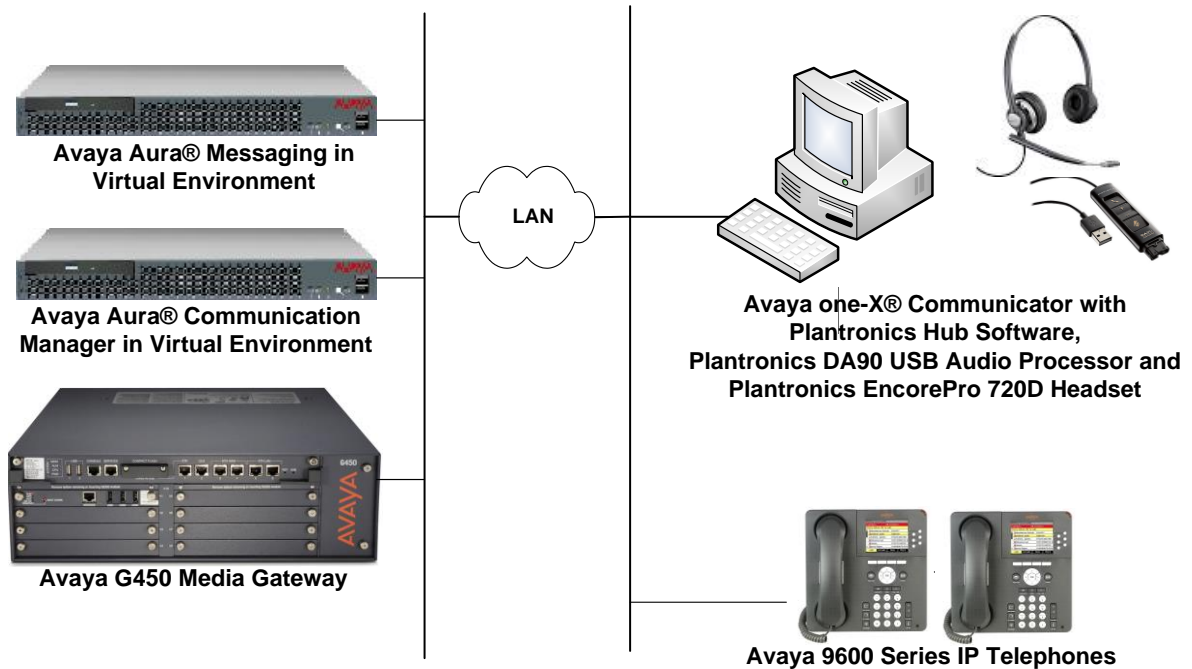 AVAYA
Avaya Aura® Messaging in
Virtual Environment
AVAYA
Avaya Aura® Communication
Manager in Virtual Environment
G450
AVAYA
Avaya G450 Media Gateway
LAN
Avaya one-X® Communicator with
Plantronics Hub Software,
Plantronics DA90 USB Audio Processor and
Plantronics EncorePro 720D Headset
Avaya 9600 Series IP Telephones